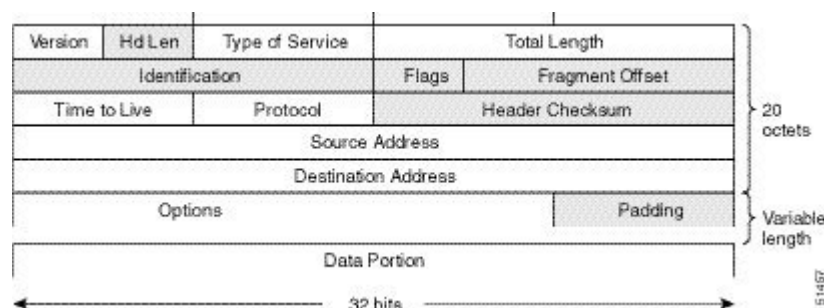 Version Hd Len Type of Service Total Length
Identification Flags Fragment Offset
Time to Live Protocol Header Checksum
20
octets
Source Address
Destination Address
Options Padding
Variable
length
Data Portion
32 bits
51457